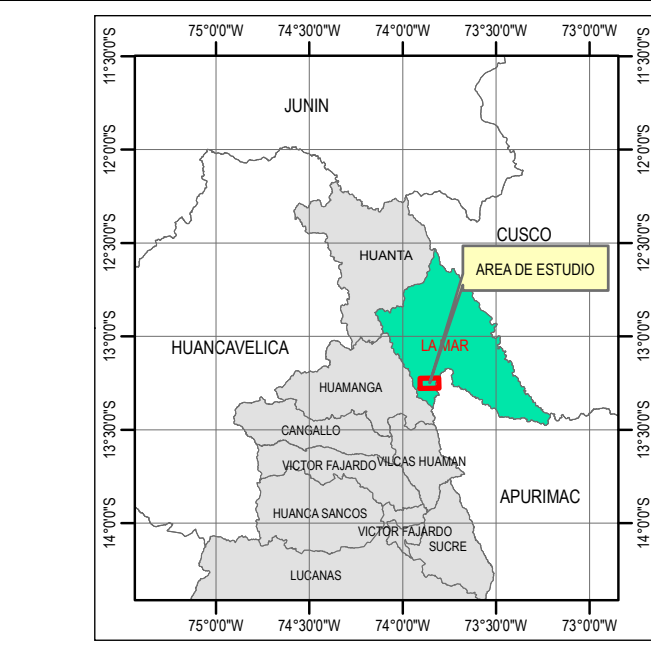 75°0'0"W 74°30'0"W 74°0'0"W 73°30'0"W 73°0'0"W
11°30'0"S 11°30'0"S
JUNIN
12°0'0"S 12°0'0"S
CUSCO
12°30'0"S 12°30'0"S
HUANTA
AREA DE ESTUDIO
13°0'0"S 13°0'0"S
HUANCAVELICA
LA MAR
HUAMANGA
13°30'0"S 13°30'0"S
CANGALLO
VICTOR FAJARDO
VILCAS HUAMAN
APURIMAC
HUANCA SANCOS
14°0'0"S 14°0'0"S
VICTOR FAJARDO
SUCRE
LUCANAS
75°0'0"W 74°30'0"W 74°0'0"W 73°30'0"W 73°0'0"W